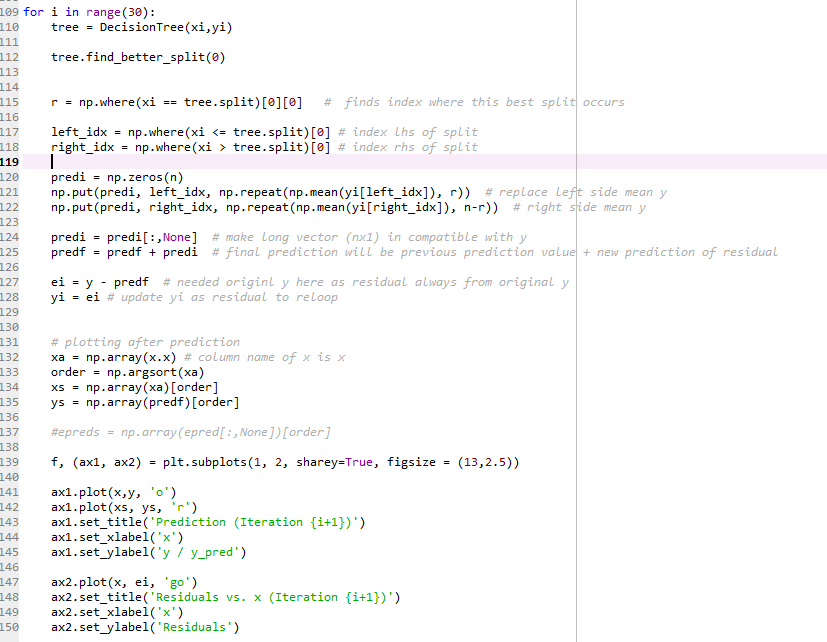 109 for i in range(30):
110 tree = DecisionTree(xi,yi)
111
112 tree.find_better_split(0)
113
114
115 r = np.where(xi == tree.split)[0][0] # finds index where this best split occurs
116
117 left_idx = np.where(xi <= tree.split)[0] # index lhs of split
118 right_idx = np.where(xi > tree.split)[0] # index rhs of split
119
120 predi = np.zeros(n)
121 np.put(predi, left_idx, np.repeat(np.mean(yi[left_idx]), r)) # replace left side mean y
122 np.put(predi, right_idx, np.repeat(np.mean(yi[right_idx]), n-r)) # right side mean y
123
124 predi = predi[:,None] # make long vector (nx1) in compatible with y
125 predf = predf + predi # final prediction will be previous prediction value + new prediction of residual
126
127 ei = y - predf # needed originl y here as residual always from original y
128 yi = ei # update yi as residual to reloop
129
130
131 # plotting after prediction
132 xa = np.array(x.x) # column name of x is x
133 order = np.argsort(xa)
134 xs = np.array(xa)[order]
135 ys = np.array(predf)[order]
136
137 #epreds = np.array(epred[:,None])[order]
138
139 f, (ax1, ax2) = plt.subplots(1, 2, sharey=True, figsize = (13,2.5))
140
141 ax1.plot(x,y, 'o')
142 ax1.plot(xs, ys, 'r')
143 ax1.set_title('Prediction (Iteration {i+1})')
144 ax1.set_xlabel('x')
145 ax1.set_ylabel('y / y_pred')
146
147 ax2.plot(x, ei, 'go')
148 ax2.set_title('Residuals vs. x (Iteration {i+1})')
149 ax2.set_xlabel('x')
150 ax2.set_ylabel('Residuals')